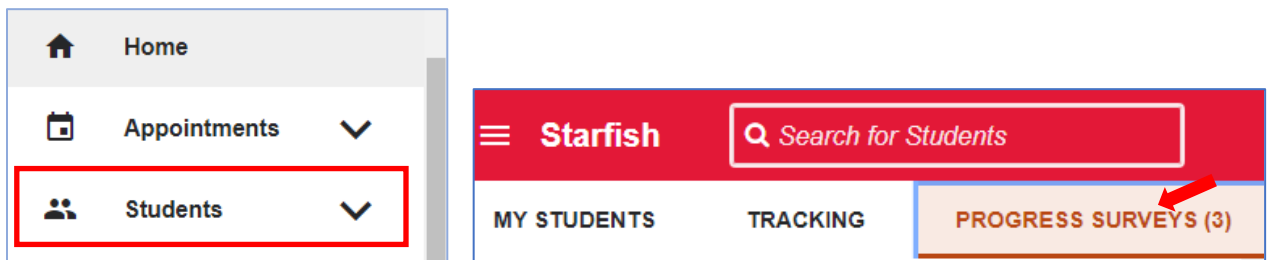 Home
Appointments
Students
Starfish
Search for Students
MY STUDENTS
TRACKING
PROGRESS SURVEYS (3)